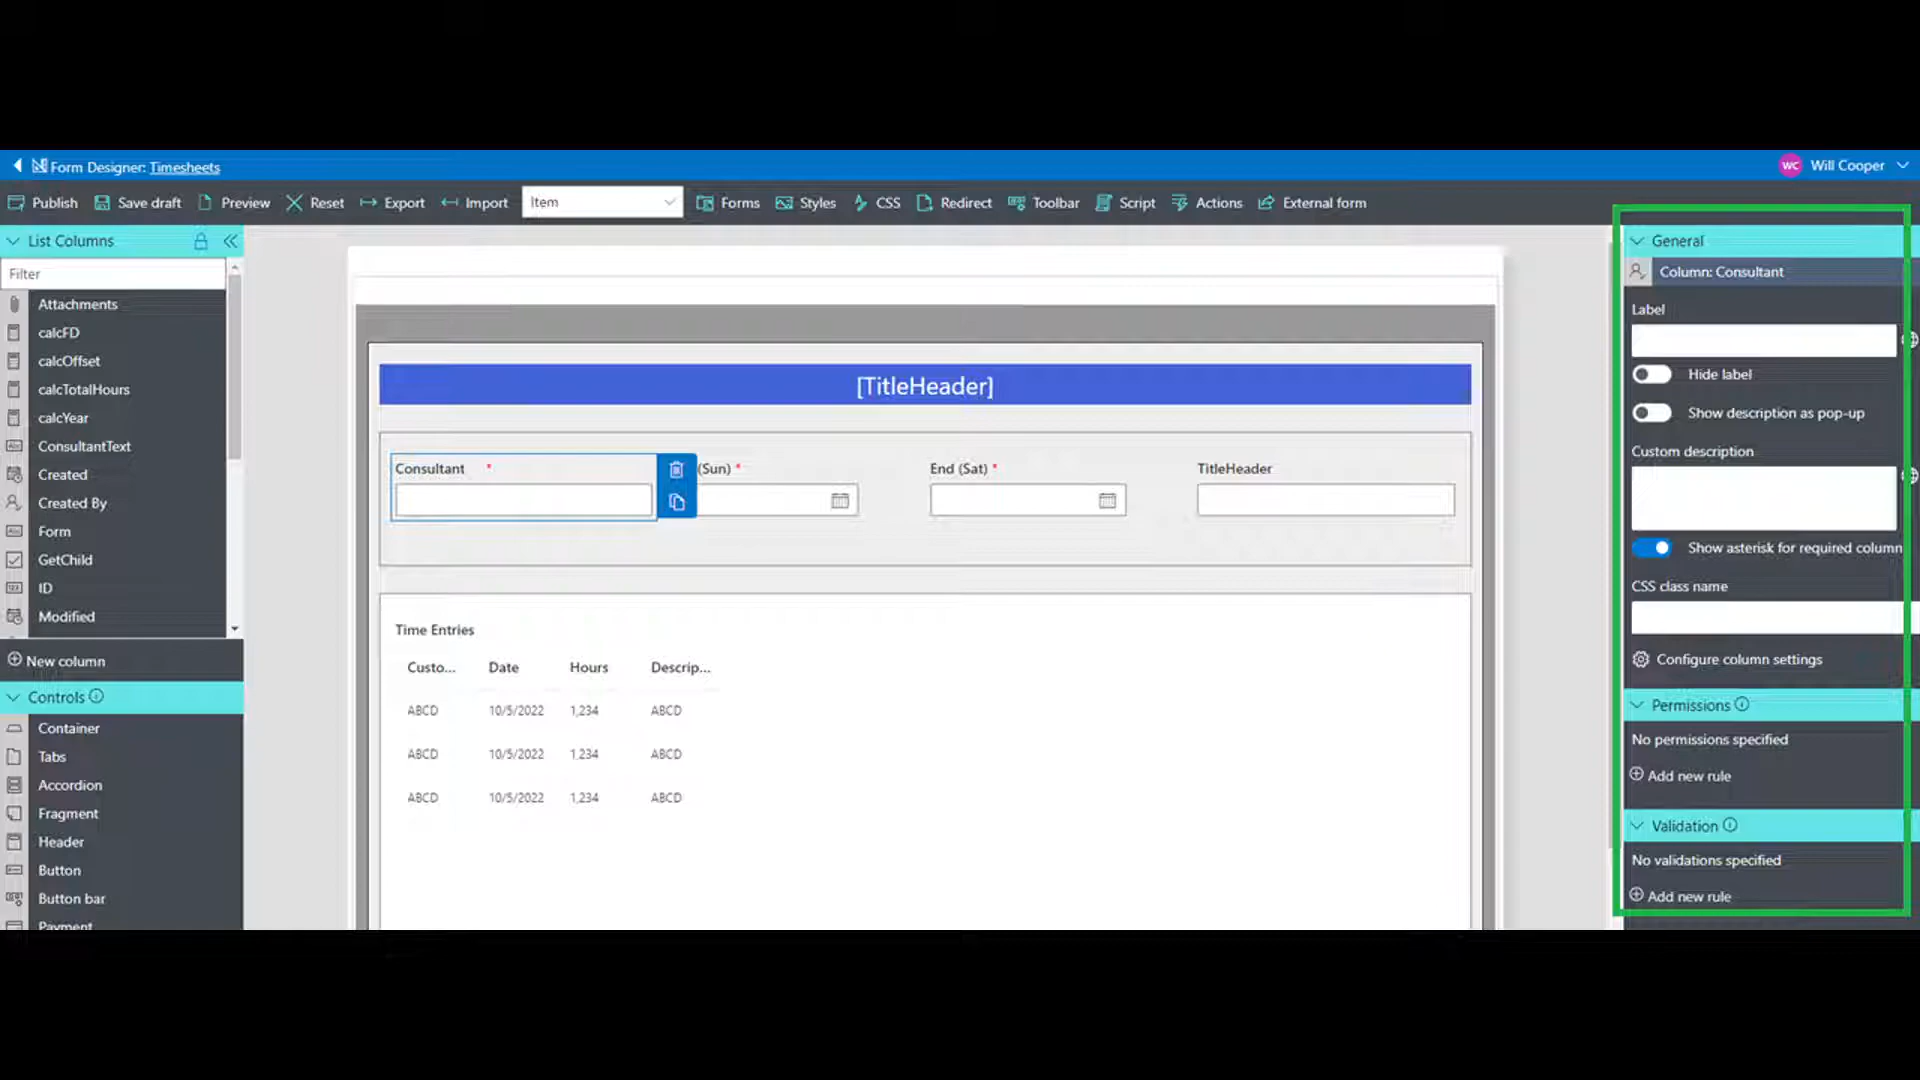 Form Designer: Timesheets
WC Will Cooper
Publish Save draft Preview Reset Export Import Item Forms Styles CSS Redirect Toolbar Script Actions External form
List Columns
Filter
Attachments
calcFD
calcOffset
calcTotalHours
calcYear
ConsultantText
Created
Created By
Form
GetChild
ID
Modified
New column
Controls
Container
Tabs
Accordion
Fragment
Header
Button
Button bar
Payment
[TitleHeader]
Consultant * (Sun) * End (Sat) * TitleHeader
Time Entries
Custo... Date Hours Descrip...
ABCD 10/5/2022 1,234 ABCD
ABCD 10/5/2022 1,234 ABCD
ABCD 10/5/2022 1,234 ABCD
General
Column: Consultant
Label
Hide label
Show description as pop-up
Custom description
Show asterisk for required column
CSS class name
Configure column settings
Permissions
No permissions specified
Add new rule
Validation
No validations specified
Add new rule